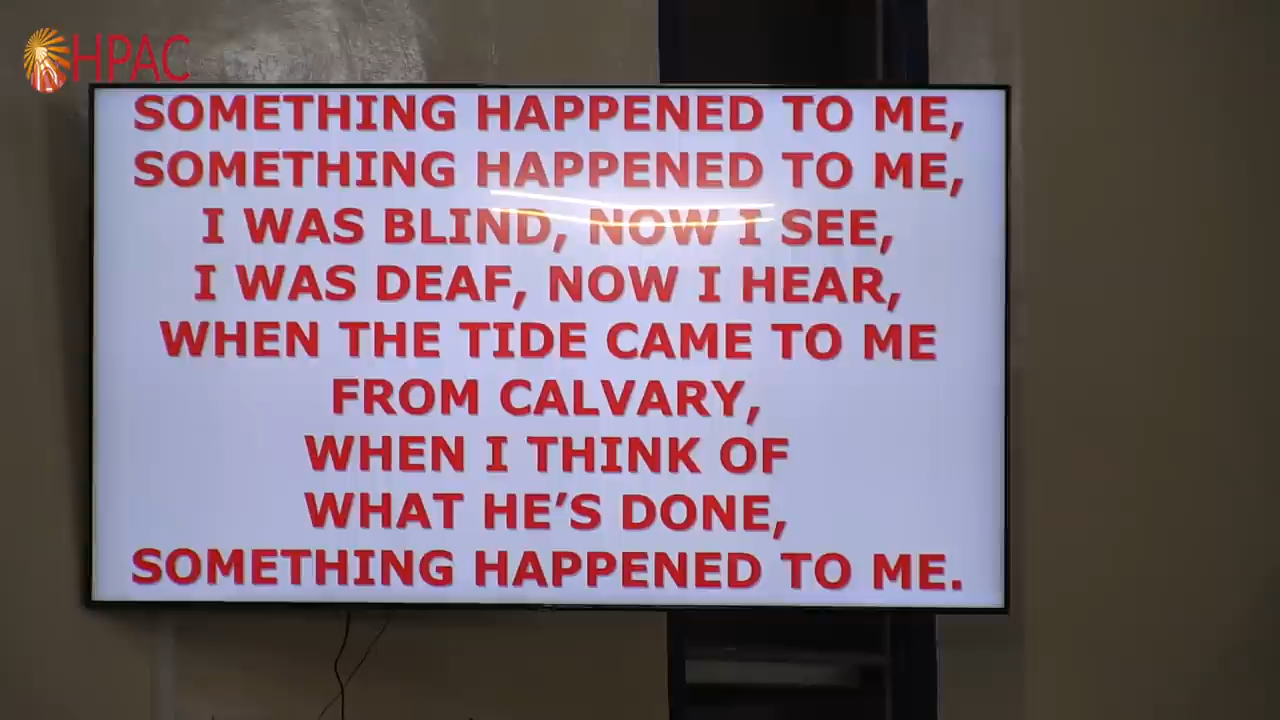 HPAC
SOMETHING HAPPENED TO ME,
SOMETHING HAPPENED TO ME,
I WAS BLIND, NOW I SEE,
I WAS DEAF, NOW I HEAR,
WHEN THE TIDE CAME TO ME
FROM CALVARY,
WHEN I THINK OF
WHAT HE’S DONE,
SOMETHING HAPPENED TO ME.